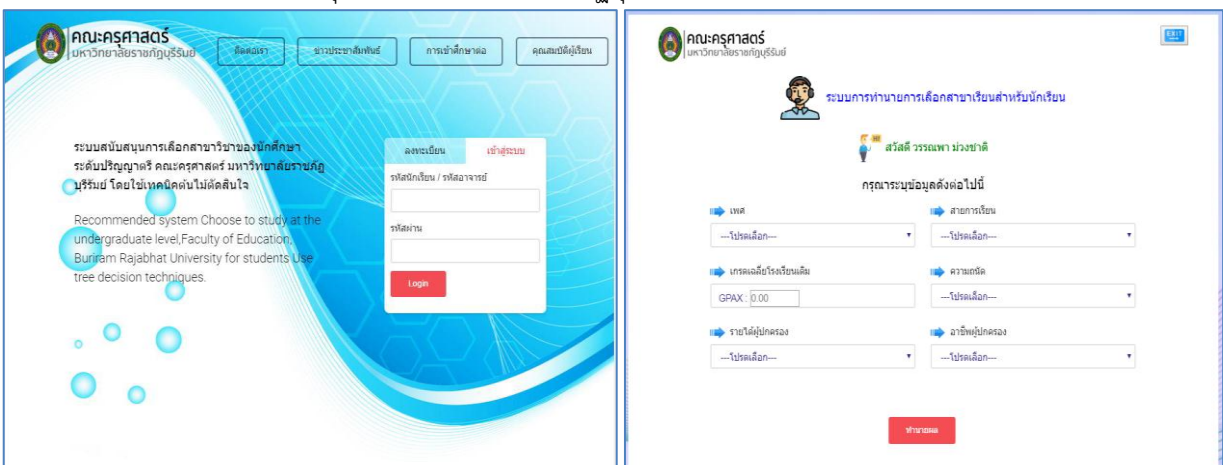 คณะครุศาสตร์
มหาวิทยาลัยราชภัฏบุรีรัมย์
ติดต่อเรา
ข่าวประชาสัมพันธ์
การเข้าศึกษาต่อ
คุณสมบัติผู้เรียน
ระบบสนับสนุนการเลือกสาขาวิชาของนักศึกษา
ระดับปริญญาตรี คณะครุศาสตร์ มหาวิทยาลัยราชภัฏ
บุรีรัมย์ โดยใช้เทคนิคต้นไม้ตัดสินใจ
Recommended system Choose to study at the
undergraduate level,Faculty of Education,
Buriram Rajabhat University for students Use
tree decision techniques.
ลงทะเบียน
เข้าสู่ระบบ
รหัสนักเรียน / รหัสอาจารย์
รหัสผ่าน
Login
คณะครุศาสตร์
มหาวิทยาลัยราชภัฏบุรีรัมย์
EXIT
ระบบการทำนายการเลือกสาขาเรียนสำหรับนักเรียน
สวัสดี วรรณพา ม่วงชาติ
กรุณาระบุข้อมูลดังต่อไปนี้
เพศ
สายการเรียน
---โปรดเลือก---
---โปรดเลือก---
เกรดเฉลี่ยโรงเรียนเดิม
ความถนัด
GPAX : 0.00
---โปรดเลือก---
รายได้ผู้ปกครอง
อาชีพผู้ปกครอง
---โปรดเลือก---
---โปรดเลือก---
ทำนายผล